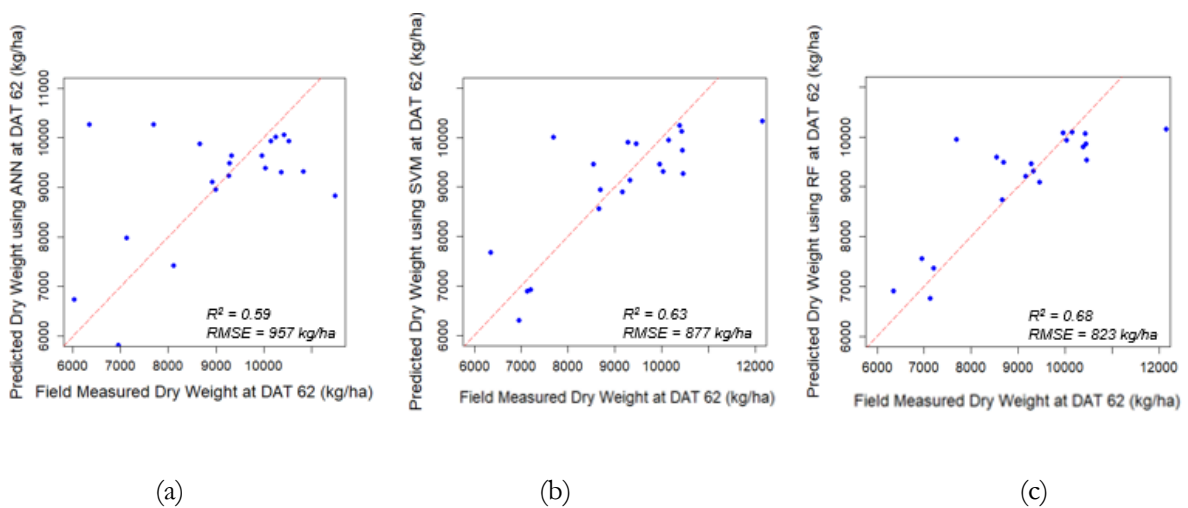 Predicted Dry Weight using ANN at DAT 62 (kg/ha)
11000
10000
9000
8000
7000
6000
R² = 0.59
RMSE = 957 kg/ha
6000 7000 8000 9000 10000
Field Measured Dry Weight at DAT 62 (kg/ha)
(a)
Predicted Dry Weight using SVM at DAT 62 (kg/ha)
10000
9000
8000
7000
6000
R² = 0.63
RMSE = 877 kg/ha
6000 7000 8000 9000 10000 12000
Field Measured Dry Weight at DAT 62 (kg/ha)
(b)
Predicted Dry Weight using RF at DAT 62 (kg/ha)
10000
9000
8000
7000
6000
R² = 0.68
RMSE = 823 kg/ha
6000 7000 8000 9000 10000 12000
Field Measured Dry Weight at DAT 62 (kg/ha)
(c)